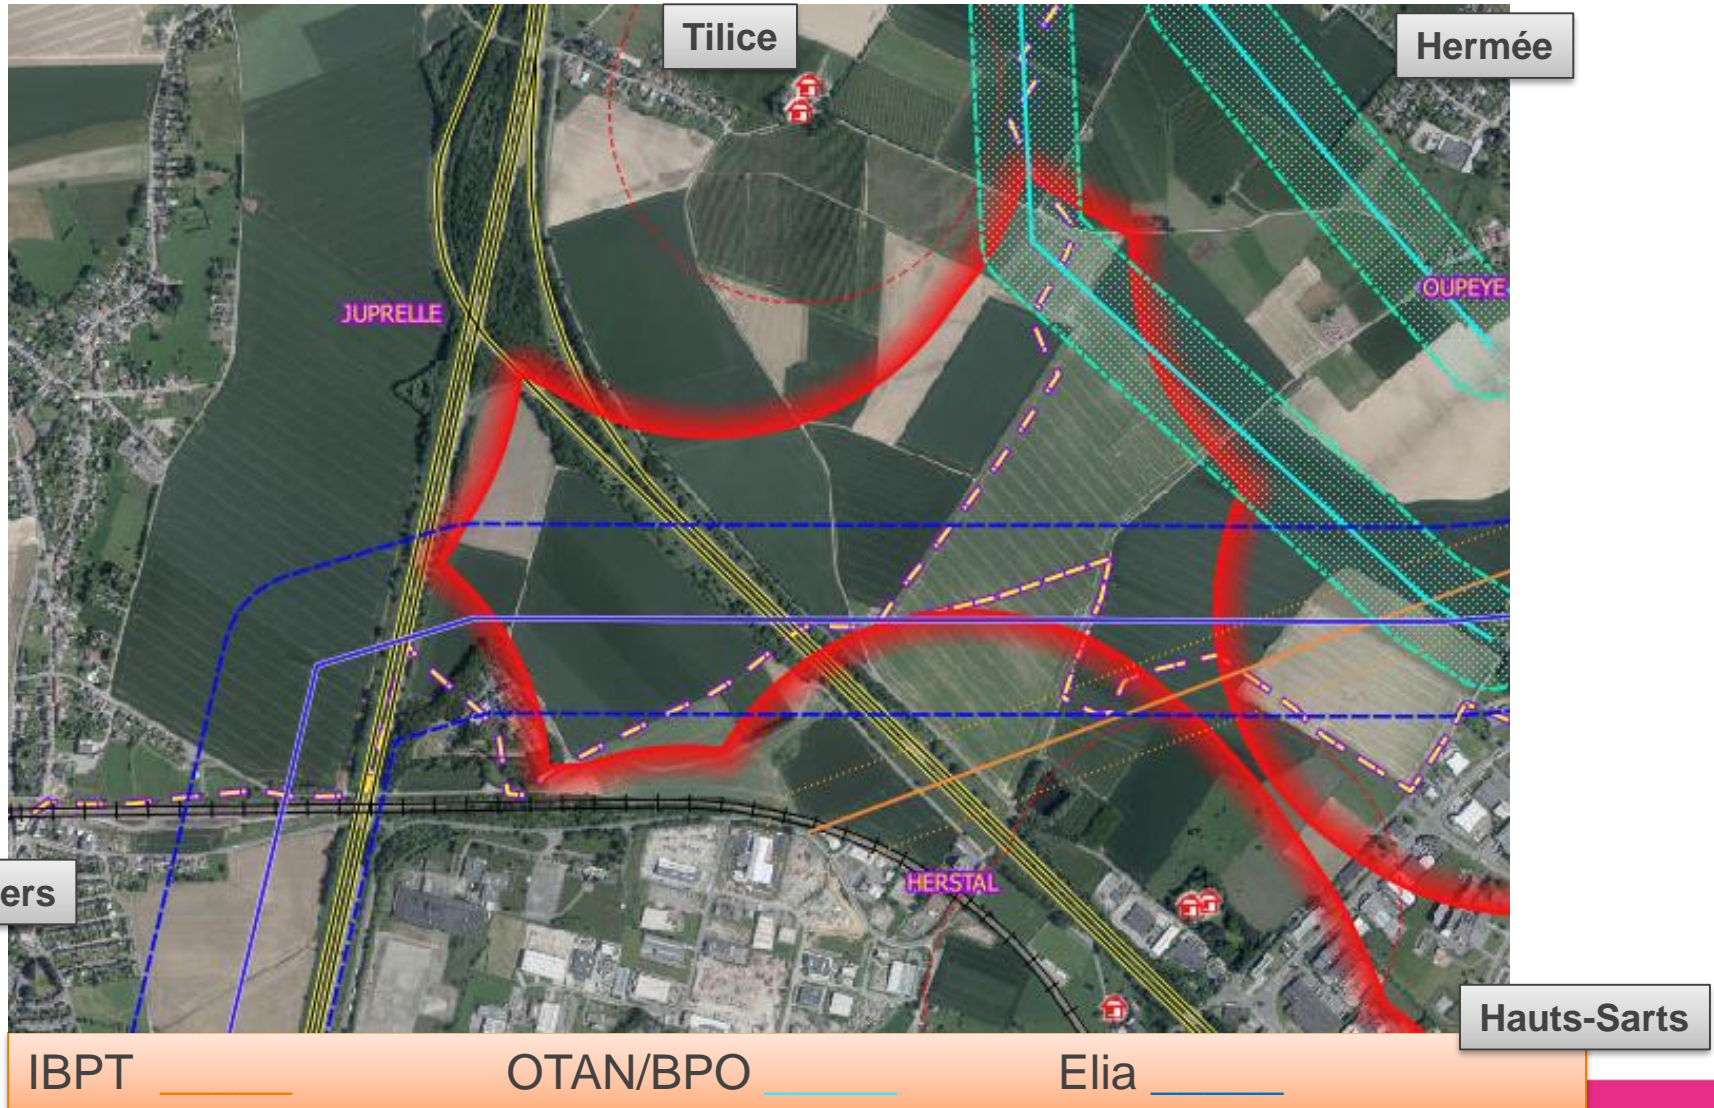 Tilice
Hermée
OUPEYE
JUPRELLE
ers
HERSTAL
Hauts-Sarts
IBPT OTAN/BPO Elia